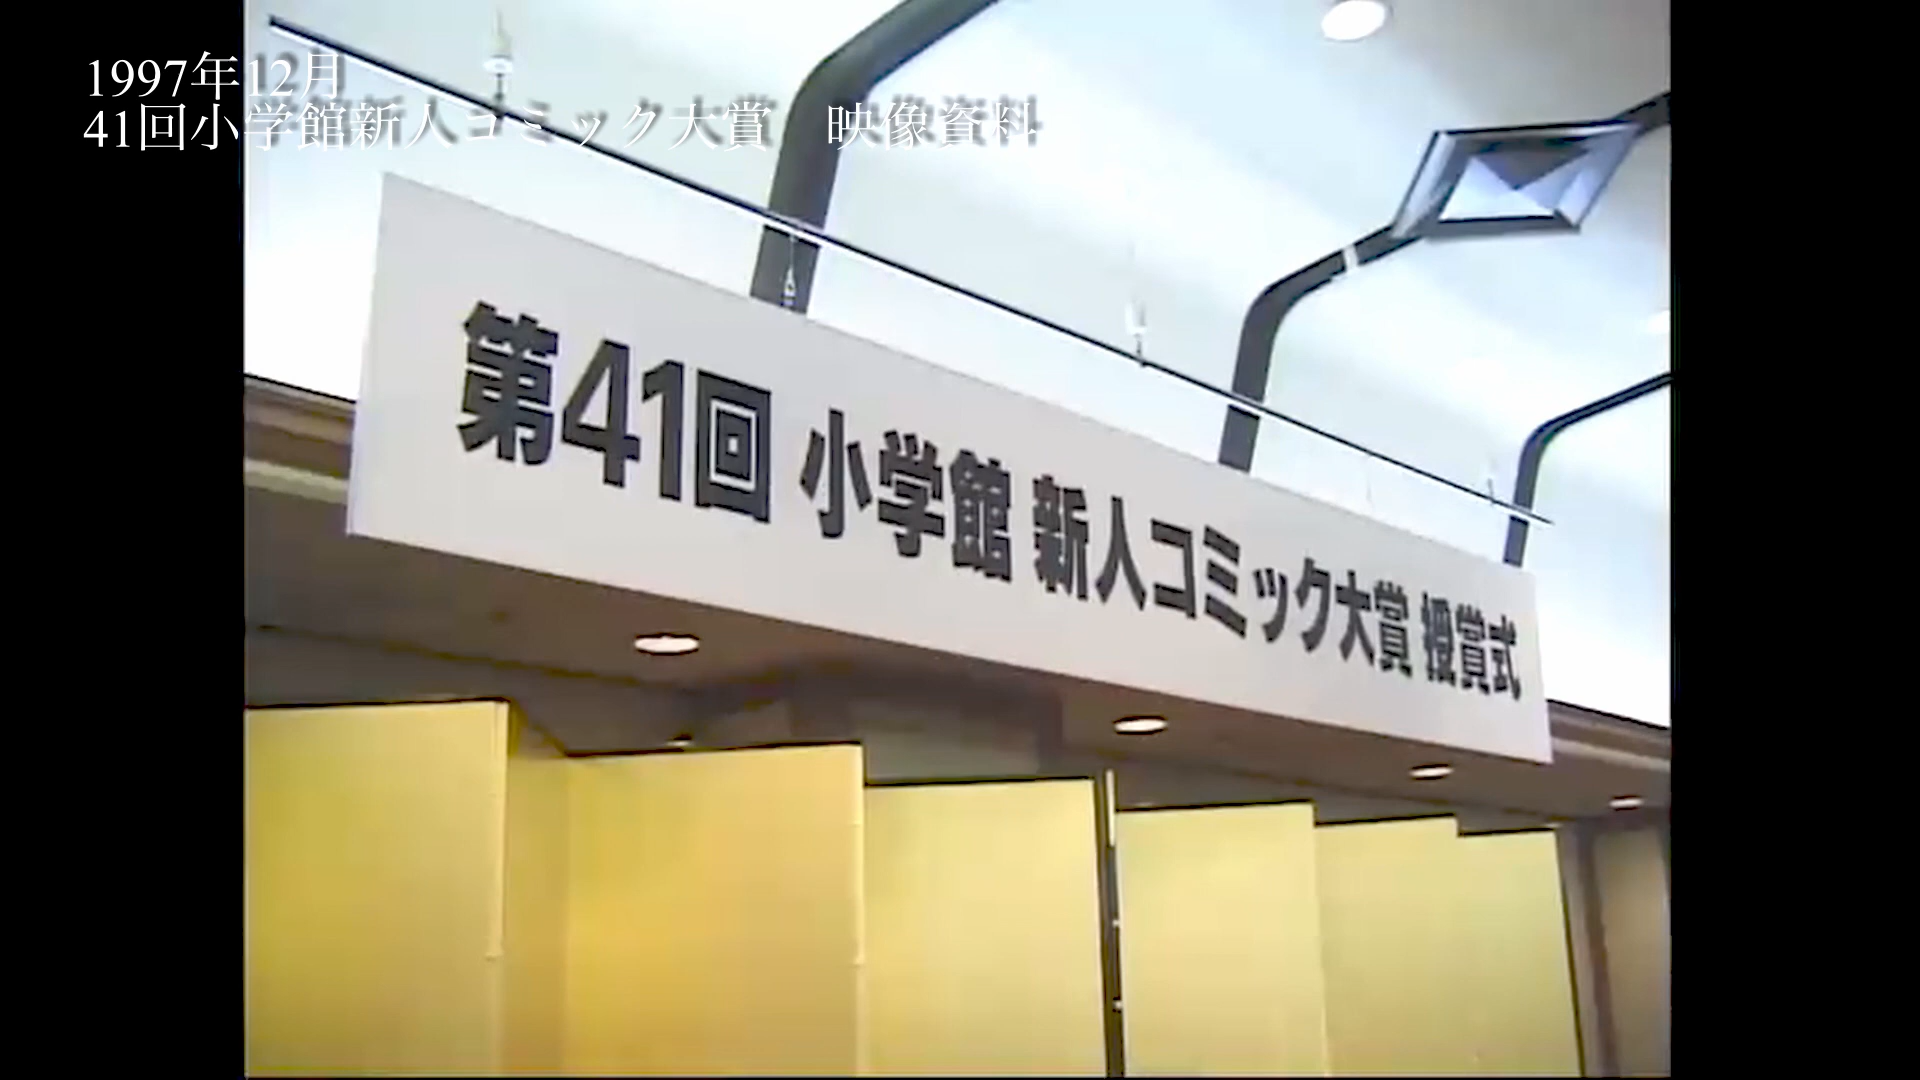 1997年12月
41回小学館新人コミック大賞　映像資料
第41回 小学館 新人コミック大賞 授賞式